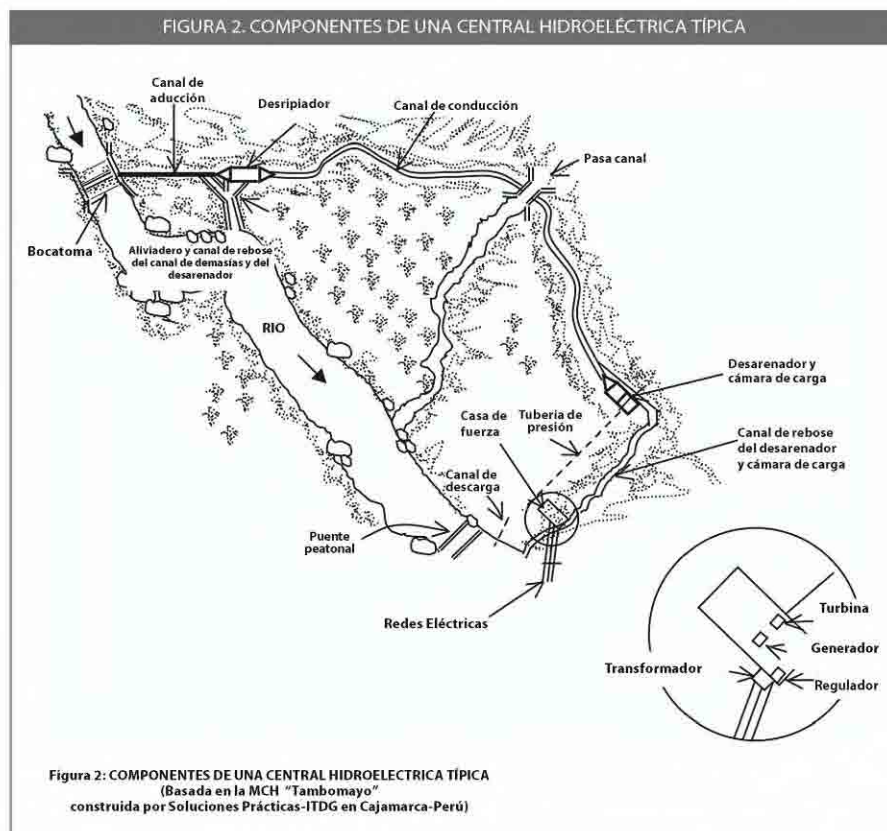 FIGURA 2. COMPONENTES DE UNA CENTRAL HIDROELÉCTRICA TÍPICA
Canal de
aducción
Desripiador
Canal de conducción
Pasa canal
Bocatoma
Aliviadero y canal de rebose
del canal de demasías y del
desarenador
RIO
Desarenador y
cámara de carga
Casa de
fuerza
Tubería de
presión
Canal de rebose
del desarenador
y cámara de carga
Canal de
descarga
Puente
peatonal
Redes Eléctricas
Turbina
Generador
Transformador
Regulador
Figura 2: COMPONENTES DE UNA CENTRAL HIDROELECTRICA TÍPICA
(Basada en la MCH "Tambomayo"
construida por Soluciones Prácticas-ITDG en Cajamarca-Perú)